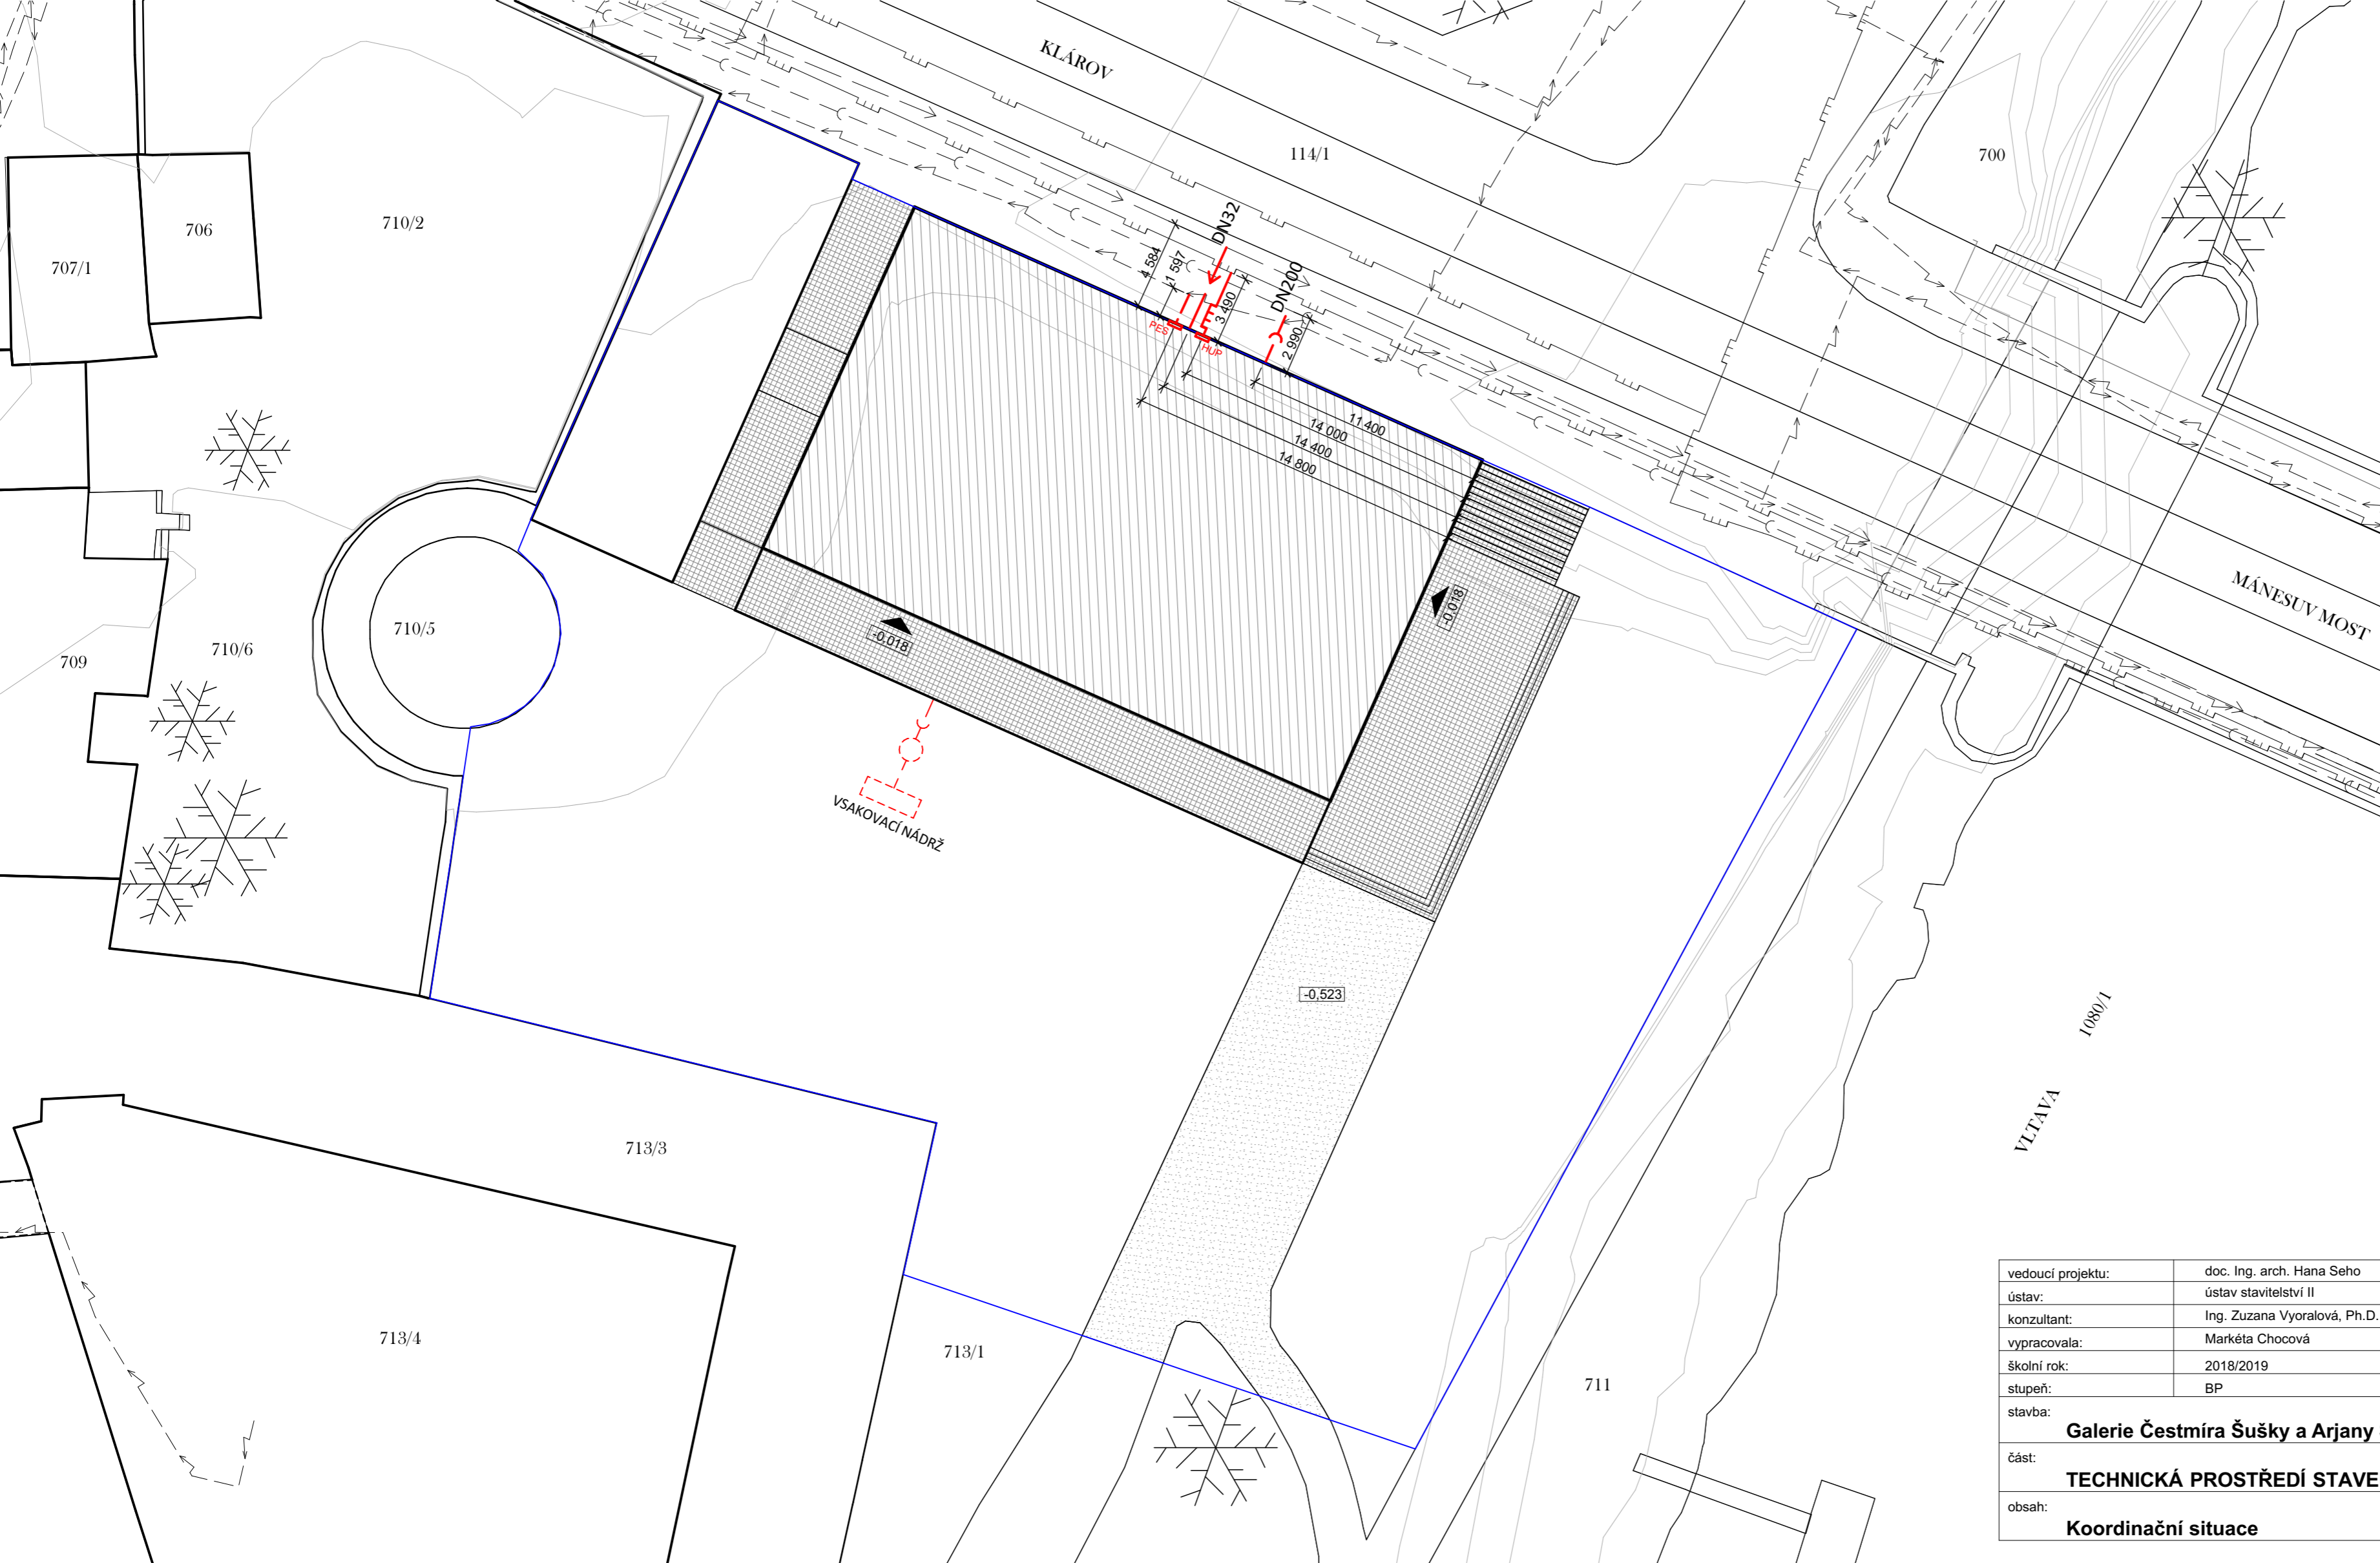 KLÁROV
114/1
700
706
710/2
707/1
DN32
4 584
1 597
DN200
3 490
PES
HUP
2 990
11 400
14 000
14 400
14 800
MÁNESUV MOST
-0,018
-0,018
710/5
710/6
709
VSAKOVACÍ NÁDRŽ
-0,523
1080/1
VLTAVA
713/3
713/4
713/1
711
vedoucí projektu: doc. Ing. arch. Hana Seho
ústav: ústav stavitelství II
konzultant: Ing. Zuzana Vyoralová, Ph.D.
vypracovala: Markéta Chocová
školní rok: 2018/2019
stupeň: BP
stavba:
Galerie Čestmíra Šušky a Arjany
část:
TECHNICKÁ PROSTŘEDÍ STAVE
obsah:
Koordinační situace